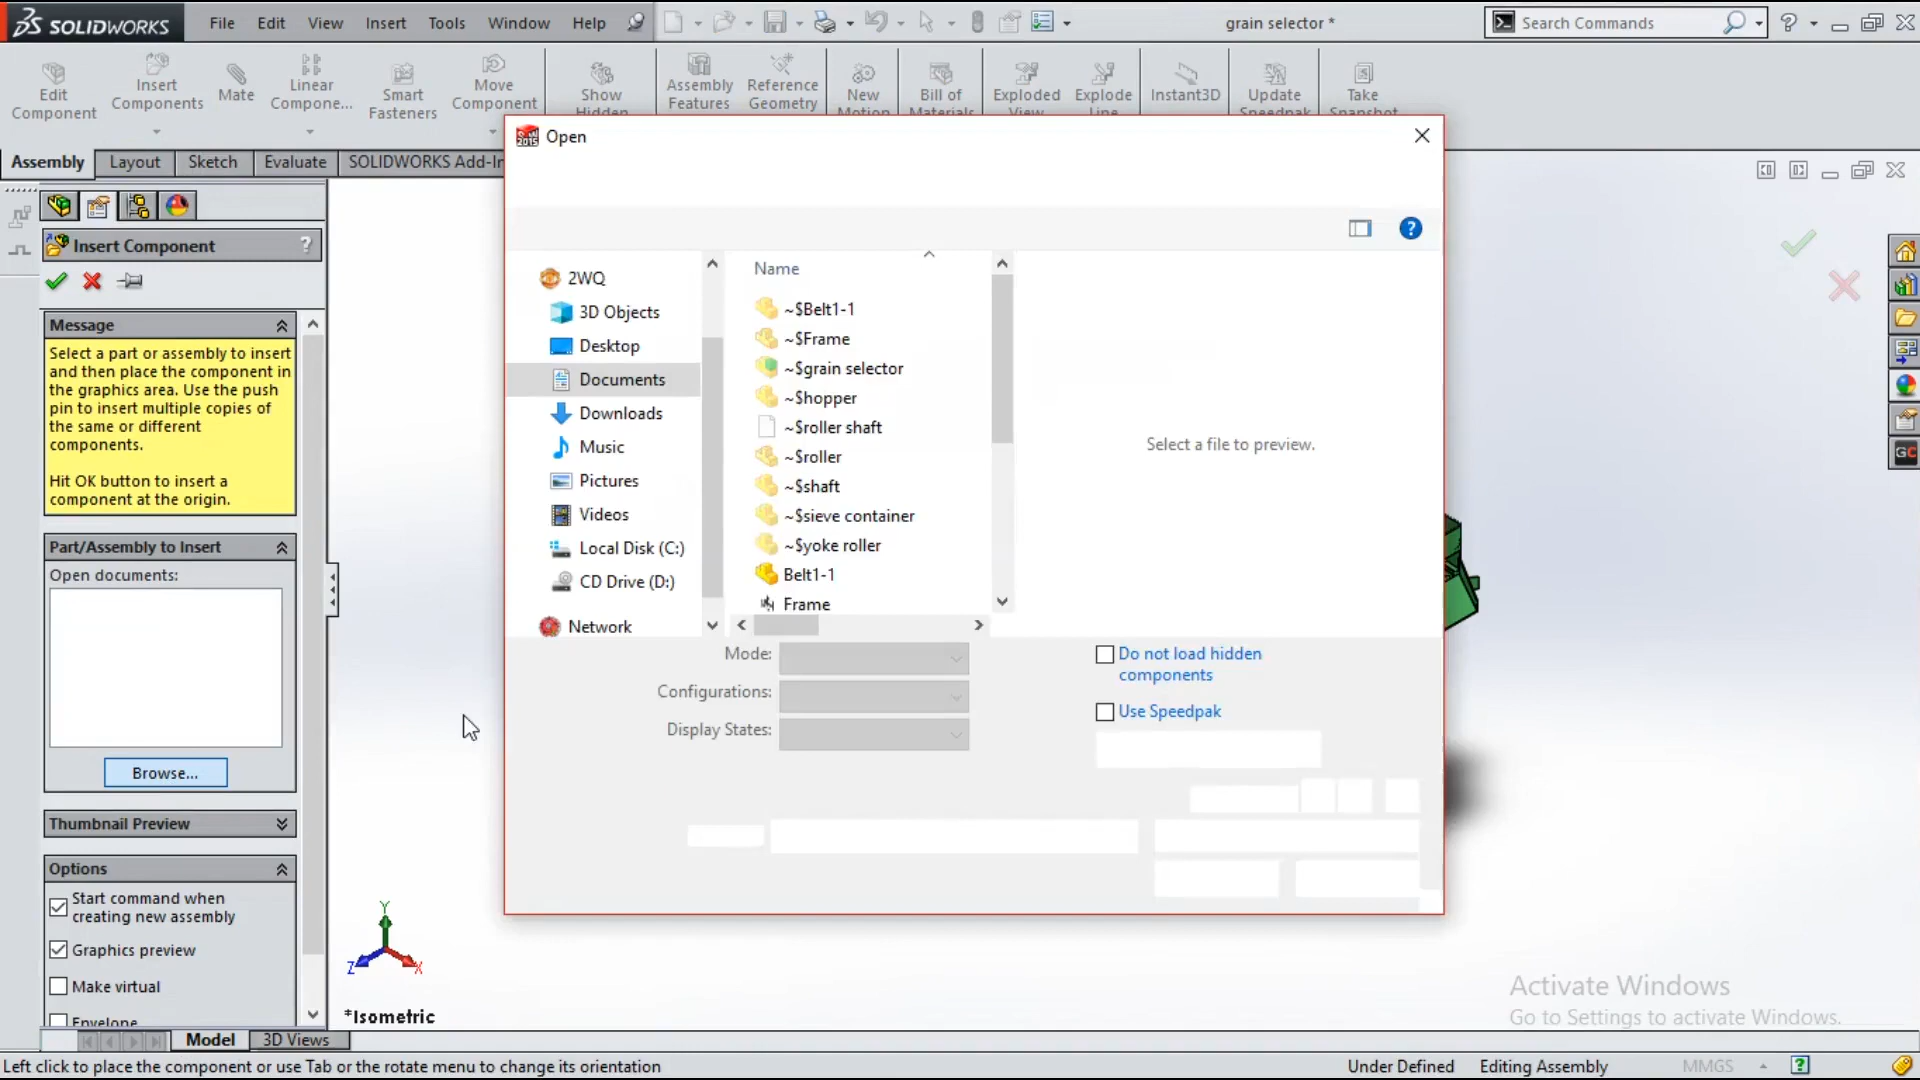 SOLIDWORKS File Edit View Insert Tools Window Help grain selector * Search Commands
Edit Component
Insert Components
Mate
Linear Compone...
Smart Fasteners
Move Component
Show Hidden
Assembly Features
Reference Geometry
New Motion
Bill of Materials
Exploded View
Explode Line
Instant3D
Update Speedpak
Take Snapshot
Assembly Layout Sketch Evaluate SOLIDWORKS Add-In
Insert Component ?
Message
Select a part or assembly to insert
and then place the component in
the graphics area. Use the push
pin to insert multiple copies of
the same or different
components.
Hit OK button to insert a
component at the origin.
Part/Assembly to Insert
Open documents:
Browse...
Thumbnail Preview
Options
Start command when
creating new assembly
Graphics preview
Make virtual
Envelope
Open
2WQ
3D Objects
Desktop
Documents
Downloads
Music
Pictures
Videos
Local Disk (C:)
CD Drive (D:)
Network
Name
~$Belt1-1
~$Frame
~$grain selector
~$hopper
~$roller shaft
~$roller
~$shaft
~$sieve container
~$yoke roller
Belt1-1
Frame
Select a file to preview.
Mode:
Configurations:
Display States:
Do not load hidden
components
Use Speedpak
GC
Y
Z X
*Isometric
Activate Windows
Go to Settings to activate Windows.
Model 3D Views
Left click to place the component or use Tab or the rotate menu to change its orientation Under Defined Editing Assembly MMGS